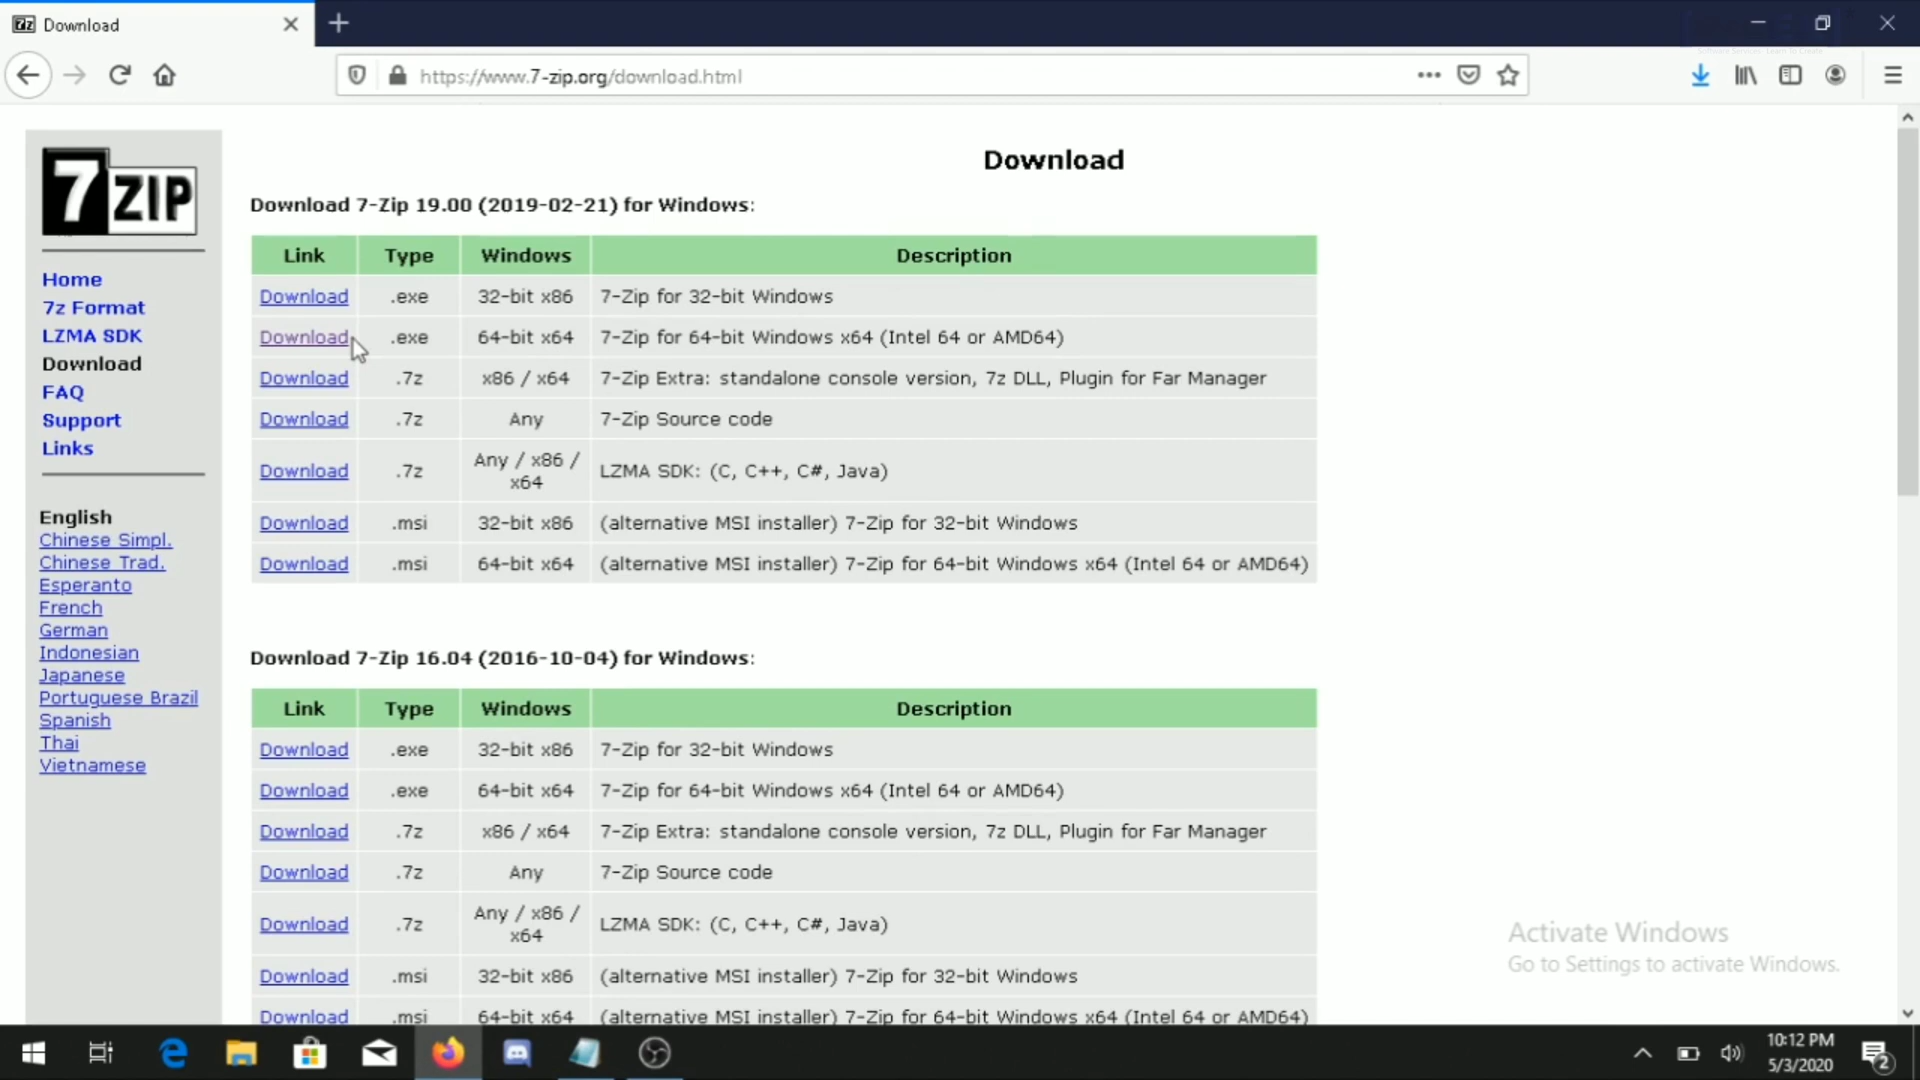 Download
https://www.7-zip.org/download.html
7 ZIP
Home
7z Format
LZMA SDK
Download
FAQ
Support
Links
English
Chinese Simpl.
Chinese Trad.
Esperanto
French
German
Indonesian
Japanese
Portuguese Brazil
Spanish
Thai
Vietnamese
Download
Download 7-Zip 19.00 (2019-02-21) for Windows:
Link Type Windows Description
Download .exe 32-bit x86 7-Zip for 32-bit Windows
Download .exe 64-bit x64 7-Zip for 64-bit Windows x64 (Intel 64 or AMD64)
Download .7z x86 / x64 7-Zip Extra: standalone console version, 7z DLL, Plugin for Far Manager
Download .7z Any 7-Zip Source code
Download .7z Any / x86 / x64 LZMA SDK: (C, C++, C#, Java)
Download .msi 32-bit x86 (alternative MSI installer) 7-Zip for 32-bit Windows
Download .msi 64-bit x64 (alternative MSI installer) 7-Zip for 64-bit Windows x64 (Intel 64 or AMD64)
Download 7-Zip 16.04 (2016-10-04) for Windows:
Link Type Windows Description
Download .exe 32-bit x86 7-Zip for 32-bit Windows
Download .exe 64-bit x64 7-Zip for 64-bit Windows x64 (Intel 64 or AMD64)
Download .7z x86 / x64 7-Zip Extra: standalone console version, 7z DLL, Plugin for Far Manager
Download .7z Any 7-Zip Source code
Download .7z Any / x86 / x64 LZMA SDK: (C, C++, C#, Java)
Download .msi 32-bit x86 (alternative MSI installer) 7-Zip for 32-bit Windows
Download .msi 64-bit x64 (alternative MSI installer) 7-Zip for 64-bit Windows x64 (Intel 64 or AMD64)
Activate Windows
Go to Settings to activate Windows.
10:12 PM
5/3/2020
2